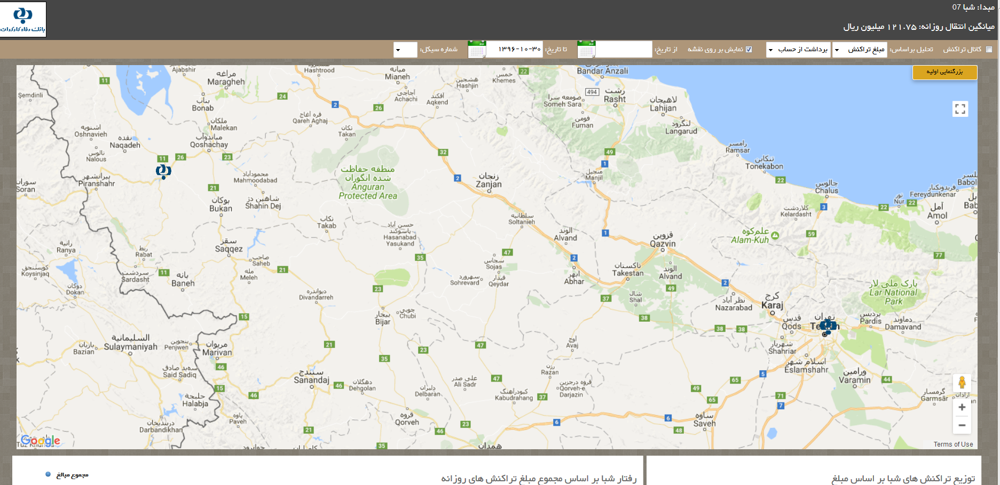 بانک رفاه کارگران
مبدا: شبا 07
میانگین انتقال روزانه: ۱۲۱.۷۵ میلیون ریال
کانال تراکنش
تحلیل براساس: مبلغ تراکنش برداشت از حساب
نمایش بر روی نقشه
از تاریخ:
تا تاریخ: ۱۳۹۶-۱۰-۳۰
شماره سیکل:
بزرگنمایی اولیه
Ajabshir
مراغه
Maragheh
Hashtrood
میانه
Mianeh
خمس
Khemes
هشجین
Hashjin
Bandar Anzali
رشت
Rasht
صومعه سرا
Someh Sara
لاهیجان
Lahijan
لنگرود
Langarud
فومن
Fuman
Şemdinli
بناب
Bonab
اجاچی
Achachi
آقکند
Aqkend
ملکان
Malekan
قره آغاج
Qareh Aghaj
تکان
Takan
اشنویه
Oshnavieh
نقده
Naqadeh
میاندوآب
Qoshachay
نالوس
Nalous
رامسر
Ramsar
تنکابن
Tonekabon
پیرانشهر
Piranshahr
محمودآباد
Mahmoodabad
منطقه حفاظت
شده انگوران
Anguran
Protected Area
زنجان
Zanjan
منجیل
Manjil
چالوس
Chalus
فریدونکنار
Fereydunkenar
بابلسر
Babol
نور
Nur
آمل
Amol
سوران
Soran
بوکان
Bukan
شاهین دژ
Shahin Dej
تکاب
Takab
سلطانیه
Soltanieh
کلاردشت
Kelardasht
حسن آباد
یاسوکند
Hasanabad
Yasukand
الوند
Alvand
قزوین
Qazvin
علم‌کوه
Alam-Kuh
رانیه
Ranya
ربط
Rabat
سقز
Saqqez
صاحب
Saheb
سجاس
Sojas
کویسنجق
Koysinjaq
سردشت
Sardasht
بانه
Baneh
مله
Meleh
سهرورد
Sohrevard
قیدار
Qeydar
ابهر
Abhar
تاکستان
Takestan
الوند
Alvand
دوکان
Dokan
دیواندره
Divandarreh
شال
Shal
نظر آباد
Nazarabad
کرج
Karaj
پارک ملی لار
Lar National
Park
بیجار
Bijar
چوبی
Chubi
قدس
Qods
تهران
پردیس
Pardis
دماوند
Damavand
السليمانية
Sulaymaniyah
بازیان
Bazian
پنجوین
Penjwen
مریوان
Marivan
آوج
Avaj
شهریار
Shahriar
اسلام شهر
Eslamshahr
سەید صادق
Said Sadiq
سنندج
Sanandaj
دهگلان
Dehgolan
دلبران
Delbaran
علی صدر
Ali Sadr
رزن
Razan
قروه درجزین
Qorveh-e
Darjazin
کبودرآهنگ
Kabudrahang
ورامین
Varamin
گرمسار
Garmsar
حلبجة
Halabja
دربندیخان
Darbandikhan
پاوه
Paveh
قروه
Qorveh
ساوه
Saveh
همدان
کامیاران
جوانرود
Google
Terms of Use
توزیع تراکنش های شبا بر اساس مبلغ
رفتار شبا بر اساس مجموع مبلغ تراکنش های روزانه
مجموع مبالغ